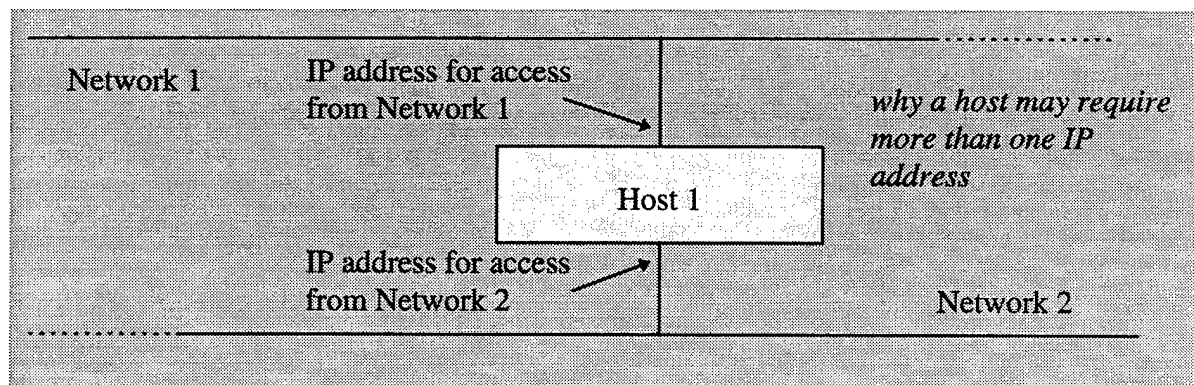 Network 1
IP address for access
from Network 1
why a host may require
more than one IP
address
Host 1
IP address for access
from Network 2
Network 2